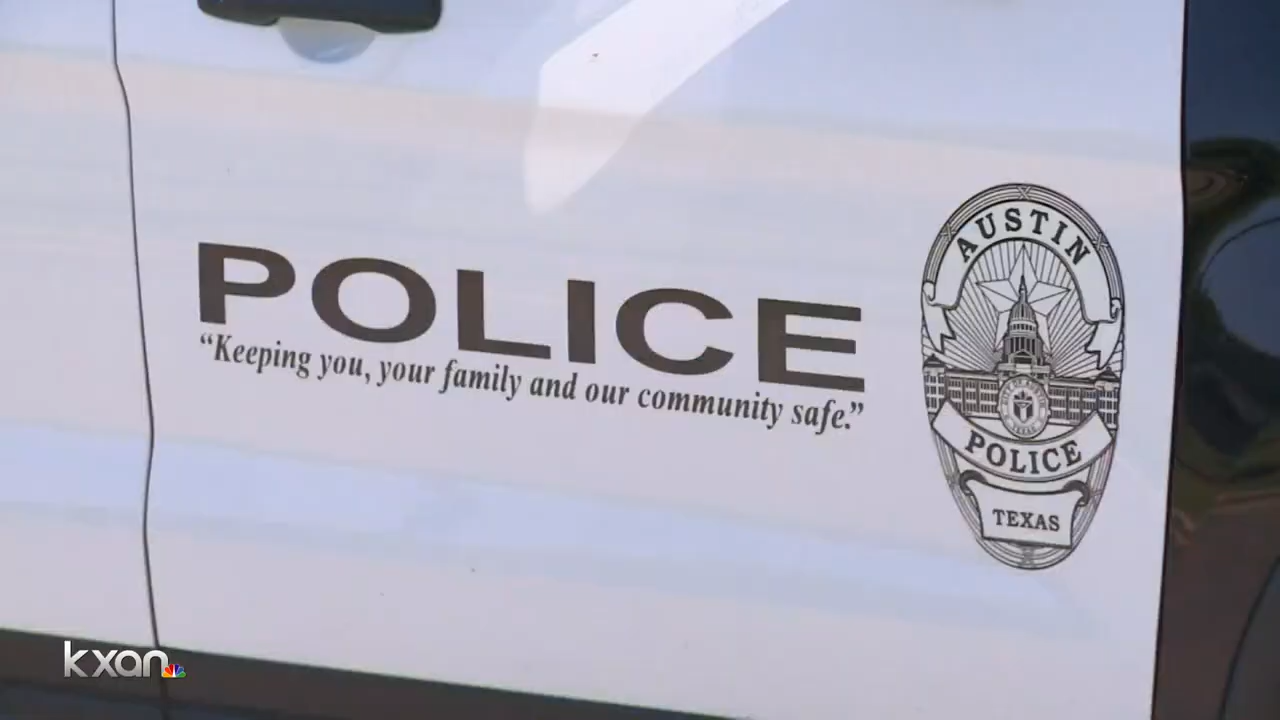 POLICE
“Keeping you, your family and our community safe.”
AUSTIN
POLICE
TEXAS
kxan